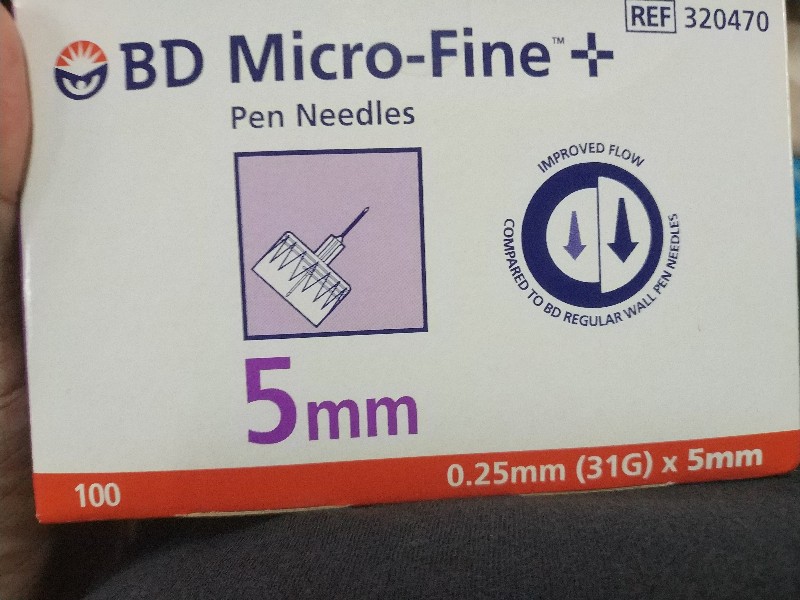 REF 320470
BD Micro-Fine™+
Pen Needles
IMPROVED FLOW
COMPARED TO BD REGULAR WALL PEN NEEDLES
5mm
100
0.25mm (31G) x 5mm